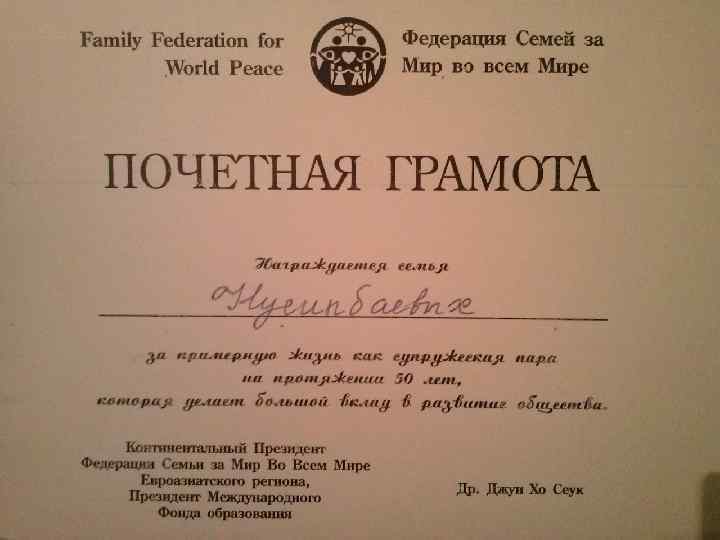 Family Federation for
World Peace
Федерация Семей за
Мир во всем Мире
ПОЧЕТНАЯ ГРАМОТА
Награждается семья
Нусипбаевых
за примерную жизнь как супружеская пара
на протяжении 50 лет,
которая делает большой вклад в развитие общества.
Континентальный Президент
Федерации Семьи за Мир Во Всем Мире
Евроазиатского региона,
Президент Международного
Фонда образования
Др. Джун Хо Сеук